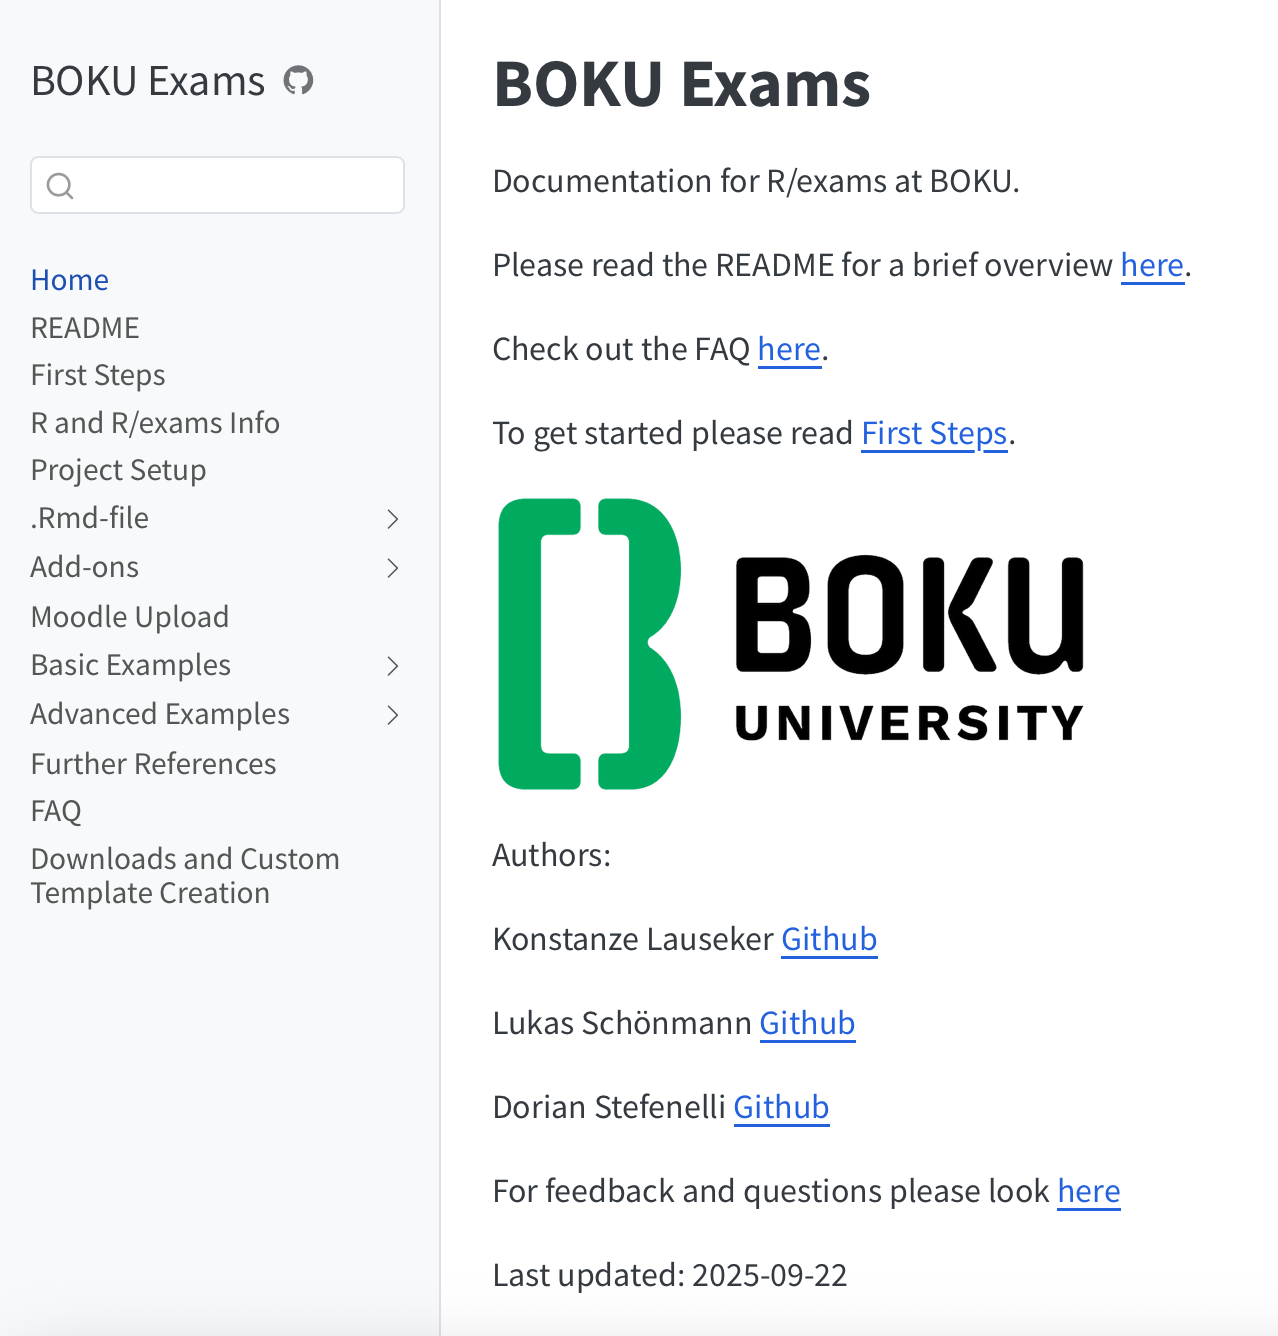 BOKU Exams
Home
README
First Steps
R and R/exams Info
Project Setup
.Rmd-file
Add-ons
Moodle Upload
Basic Examples
Advanced Examples
Further References
FAQ
Downloads and Custom
Template Creation
BOKU Exams
Documentation for R/exams at BOKU.
Please read the README for a brief overview here.
Check out the FAQ here.
To get started please read First Steps.
BOKU
UNIVERSITY
Authors:
Konstanze Lauseker Github
Lukas Schönmann Github
Dorian Stefenelli Github
For feedback and questions please look here
Last updated: 2025-09-22